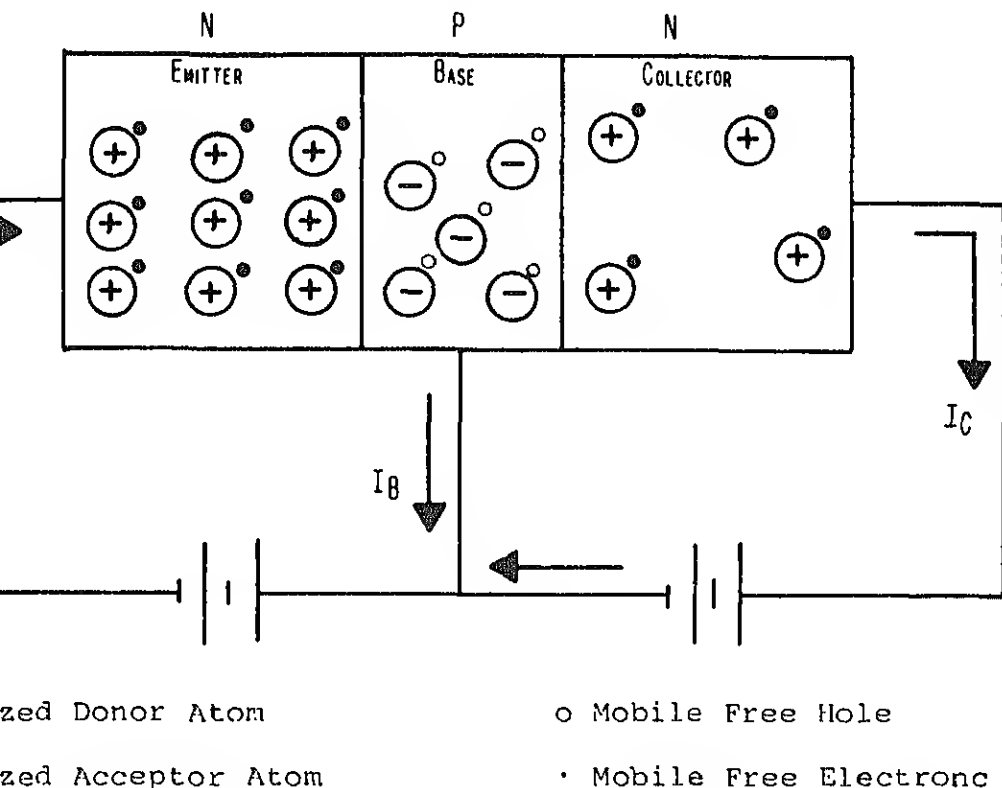 N P N
EMITTER BASE COLLECTOR
IC
IB
zed Donor Atom o Mobile Free Hole
zed Acceptor Atom · Mobile Free Electronc